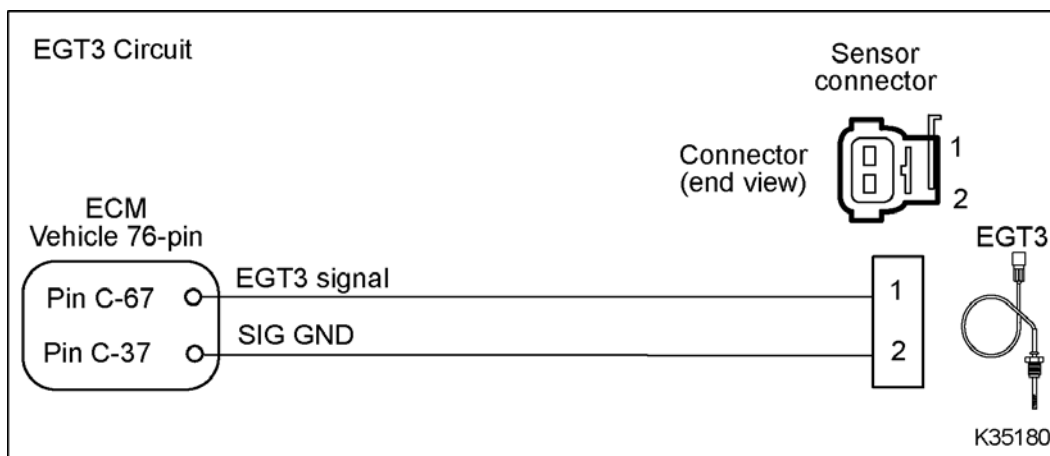 EGT3 Circuit
Sensor
connector
Connector
(end view)
1
2
ECM
Vehicle 76-pin
EGT3
Pin C-67
EGT3 signal
1
Pin C-37
SIG GND
2
K35180